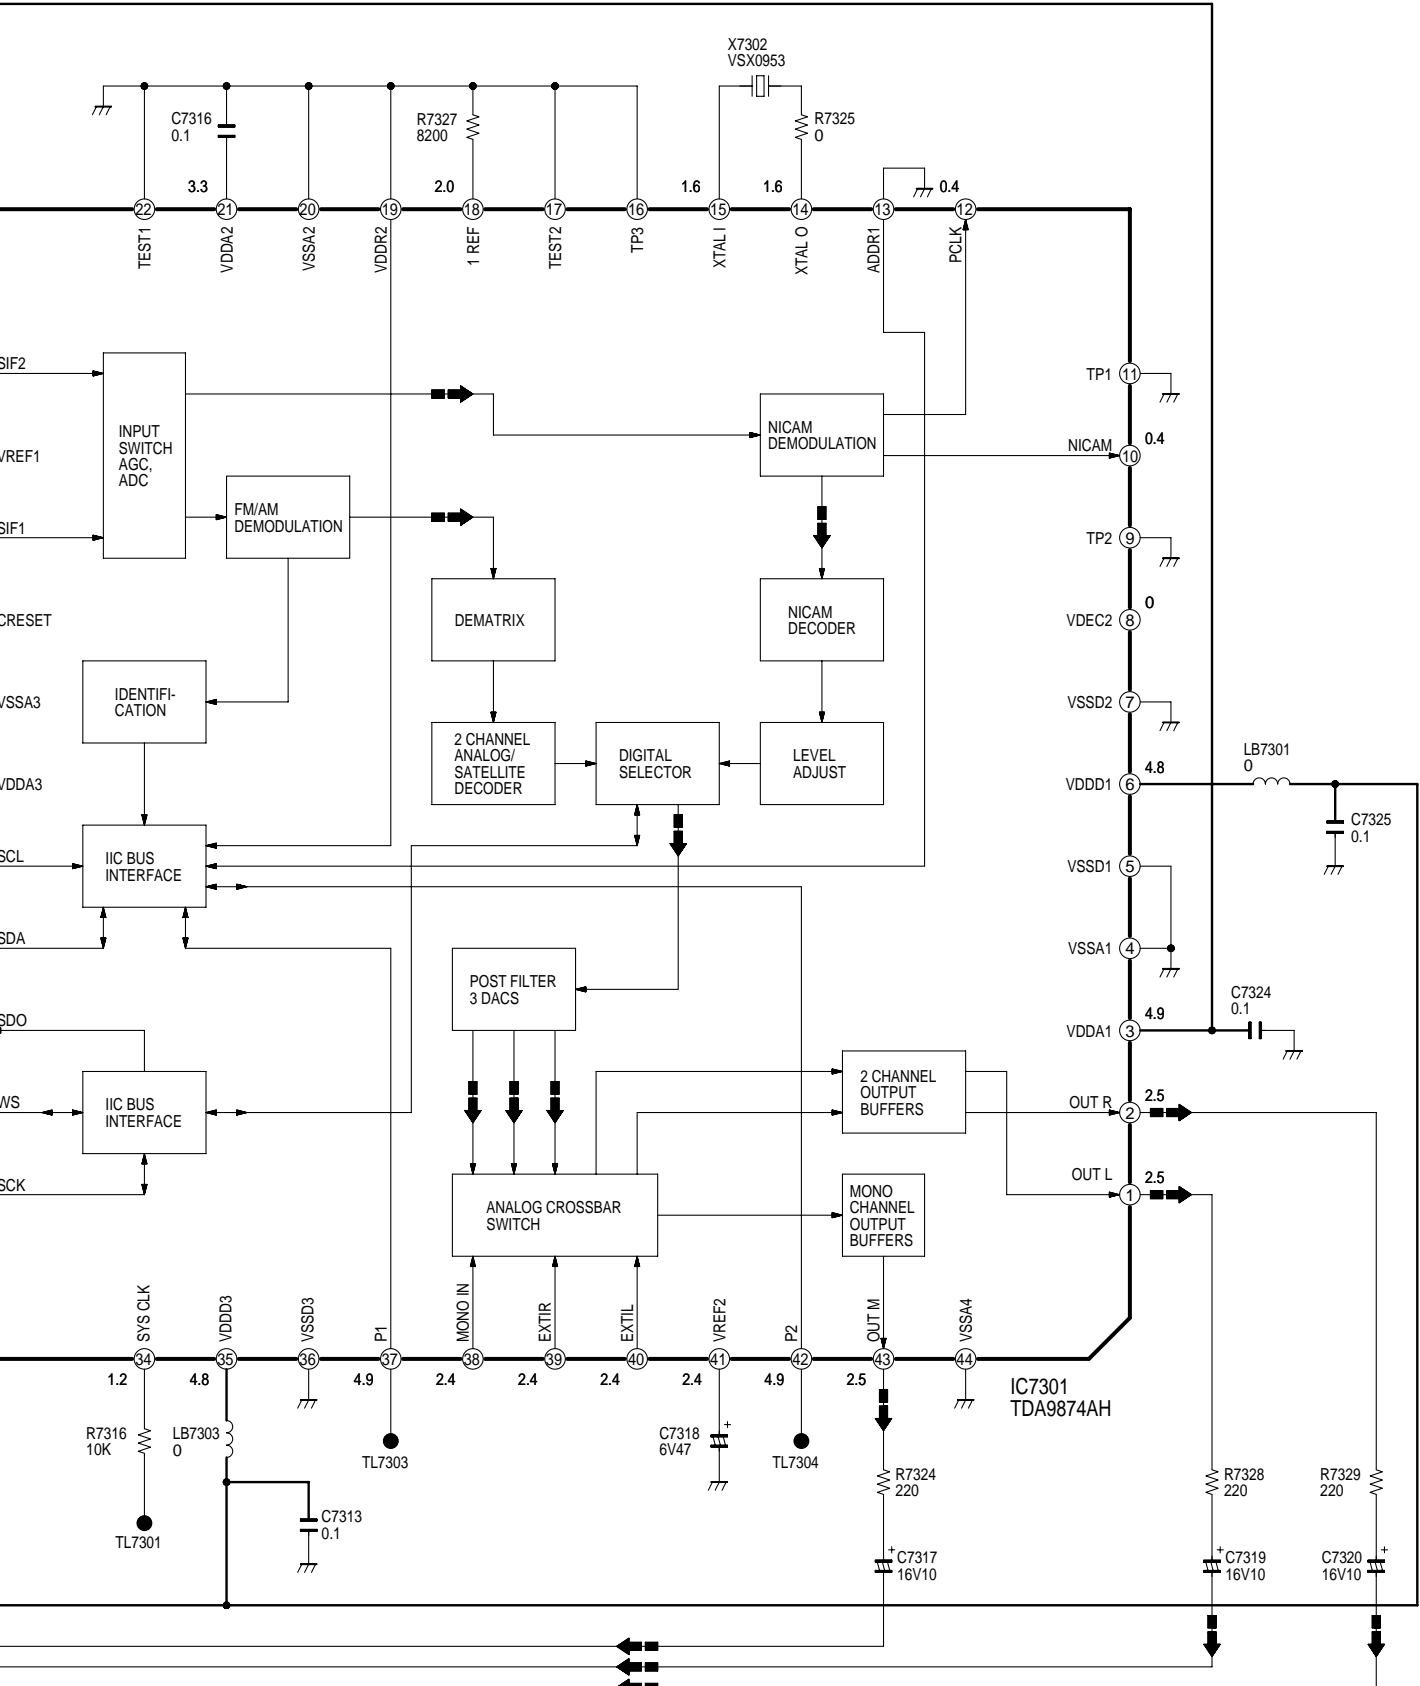 X7302
VSX0953
C7316
0.1
R7327
8200
R7325
0
3.3
2.0
1.6
1.6
0.4
22
21
20
19
18
17
16
15
14
13
12
TEST1
VDDA2
VSSA2
VDDR2
1 REF
TEST2
TP3
XTAL I
XTAL O
ADDR1
PCLK
SIF2
VREF1
SIF1
CRESET
VSSA3
VDDA3
SCL
SDA
SDO
WS
SCK
INPUT
SWITCH
AGC,
ADC
FM/AM
DEMODULATION
NICAM
DEMODULATION
DEMATRIX
NICAM
DECODER
IDENTIFI-
CATION
2 CHANNEL
ANALOG/
SATELLITE
DECODER
DIGITAL
SELECTOR
LEVEL
ADJUST
IIC BUS
INTERFACE
POST FILTER
3 DACS
IIC BUS
INTERFACE
2 CHANNEL
OUTPUT
BUFFERS
ANALOG CROSSBAR
SWITCH
MONO
CHANNEL
OUTPUT
BUFFERS
TP1 11
NICAM 10 0.4
TP2 9
VDEC2 8 0
VSSD2 7
VDDD1 6 4.8
LB7301
0
C7325
0.1
VSSD1 5
VSSA1 4
VDDA1 3 4.9
C7324
0.1
OUT R 2 2.5
OUT L 1 2.5
SYS CLK
VDDD3
VSSD3
P1
MONO IN
EXTIR
EXTIL
VREF2
P2
OUT M
VSSA4
34
35
36
37
38
39
40
41
42
43
44
1.2
4.8
4.9
2.4
2.4
2.4
2.4
4.9
2.5
IC7301
TDA9874AH
R7316
10K
LB7303
0
TL7303
C7318
6V47
+
TL7304
R7324
220
R7328
220
R7329
220
TL7301
C7313
0.1
+
C7317
16V10
+
C7319
16V10
C7320
16V10
+